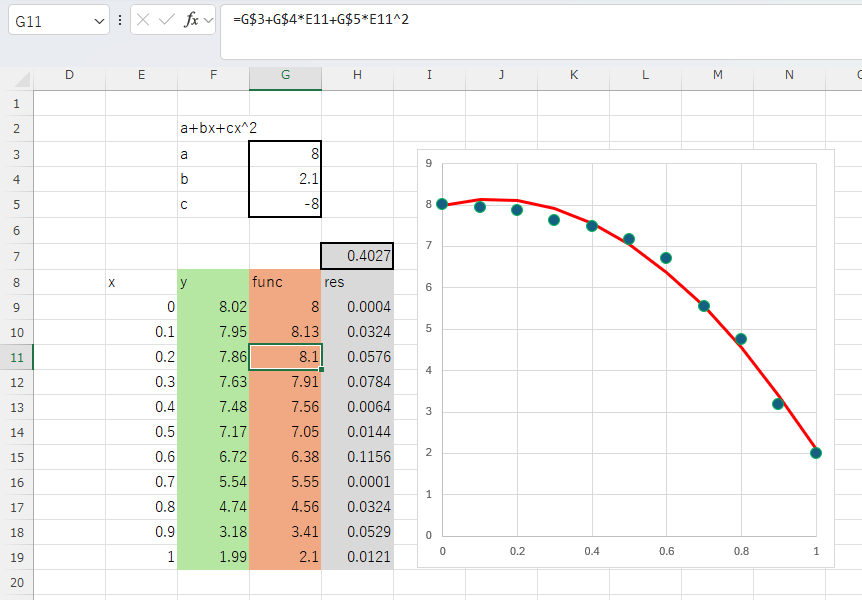 G11 fx =G$3+G$4*E11+G$5*E11^2
D E F G H I J K L M N
1
2 a+bx+cx^2
3 a 8
4 b 2.1
5 c -8
6
7 0.4027
8 x y func res
9 0 8.02 8 0.0004
10 0.1 7.95 8.13 0.0324
11 0.2 7.86 8.1 0.0576
12 0.3 7.63 7.91 0.0784
13 0.4 7.48 7.56 0.0064
14 0.5 7.17 7.05 0.0144
15 0.6 6.72 6.38 0.1156
16 0.7 5.54 5.55 0.0001
17 0.8 4.74 4.56 0.0324
18 0.9 3.18 3.41 0.0529
19 1 1.99 2.1 0.0121
20
9
8
7
6
5
4
3
2
1
0
0 0.2 0.4 0.6 0.8 1